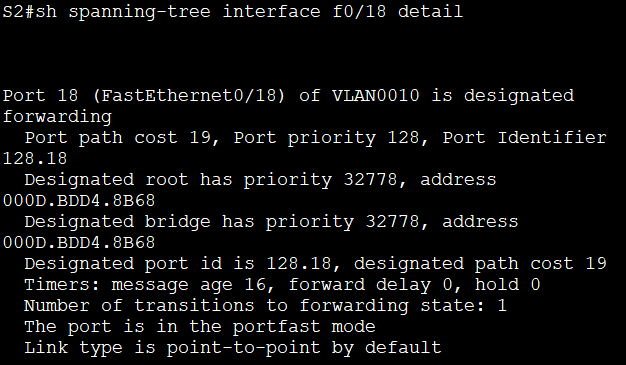 S2#sh spanning-tree interface f0/18 detail
Port 18 (FastEthernet0/18) of VLAN0010 is designated
forwarding
Port path cost 19, Port priority 128, Port Identifier
128.18
Designated root has priority 32778, address
000D.BDD4.8B68
Designated bridge has priority 32778, address
000D.BDD4.8B68
Designated port id is 128.18, designated path cost 19
Timers: message age 16, forward delay 0, hold 0
Number of transitions to forwarding state: 1
The port is in the portfast mode
Link type is point-to-point by default